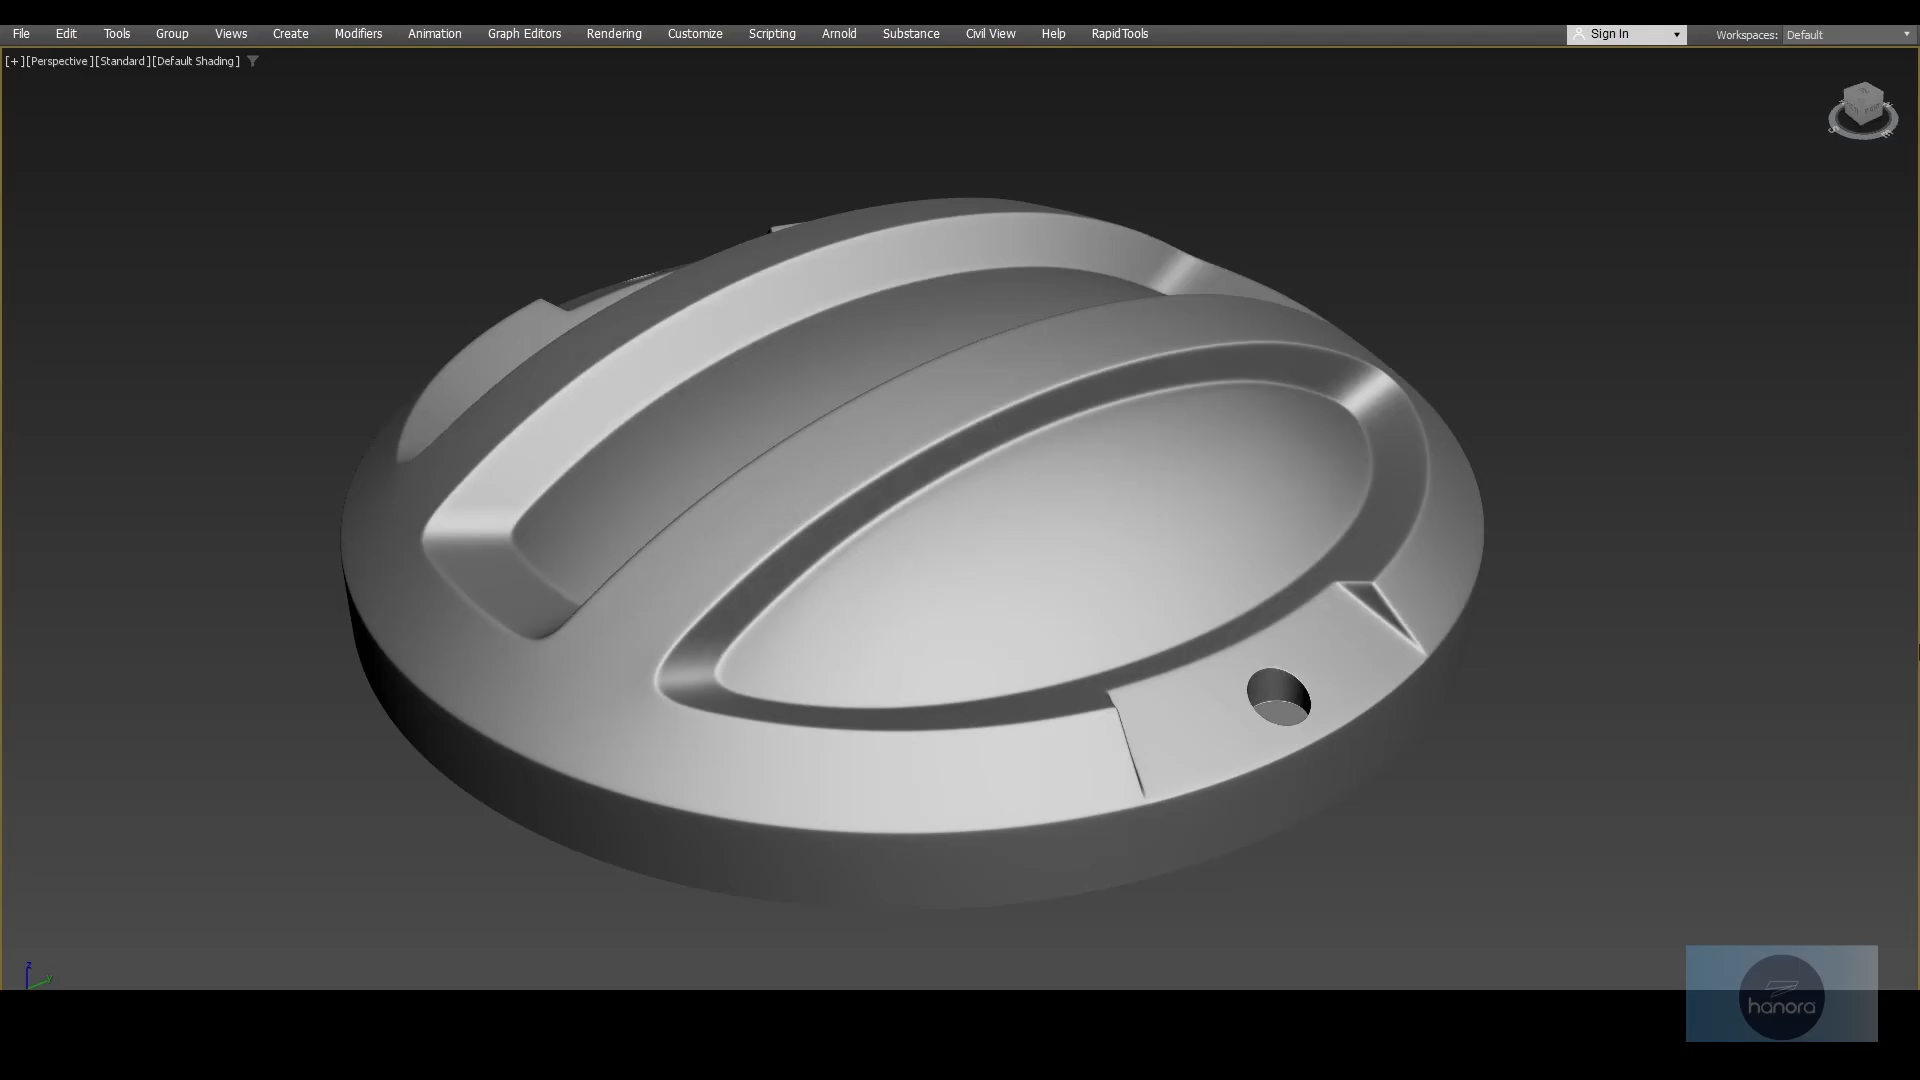 File Edit Tools Group Views Create Modifiers Animation Graph Editors Rendering Customize Scripting Arnold Substance Civil View Help RapidTools Sign In Workspaces: Default
[+][Perspective][Standard][Default Shading]
z
y
hanora